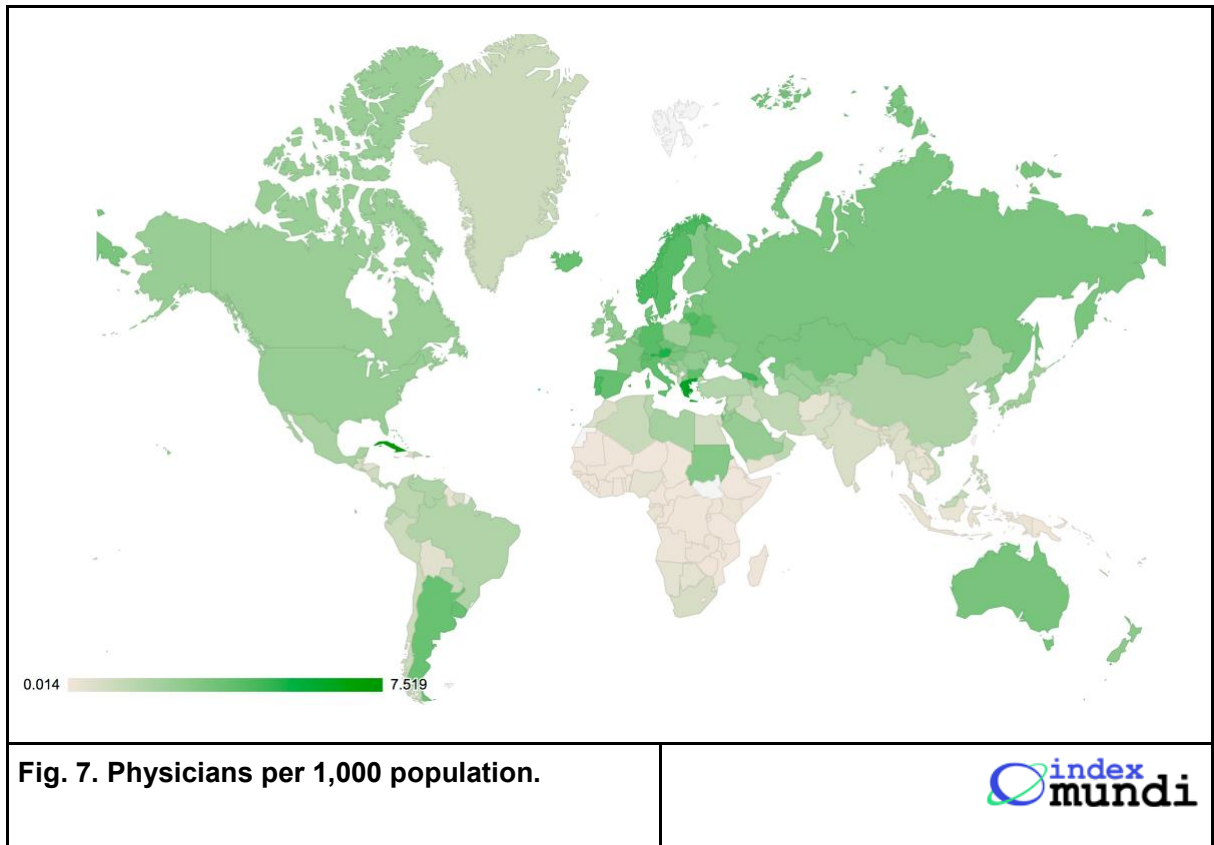 0.014
7.519
Fig. 7. Physicians per 1,000 population.
index
mundi